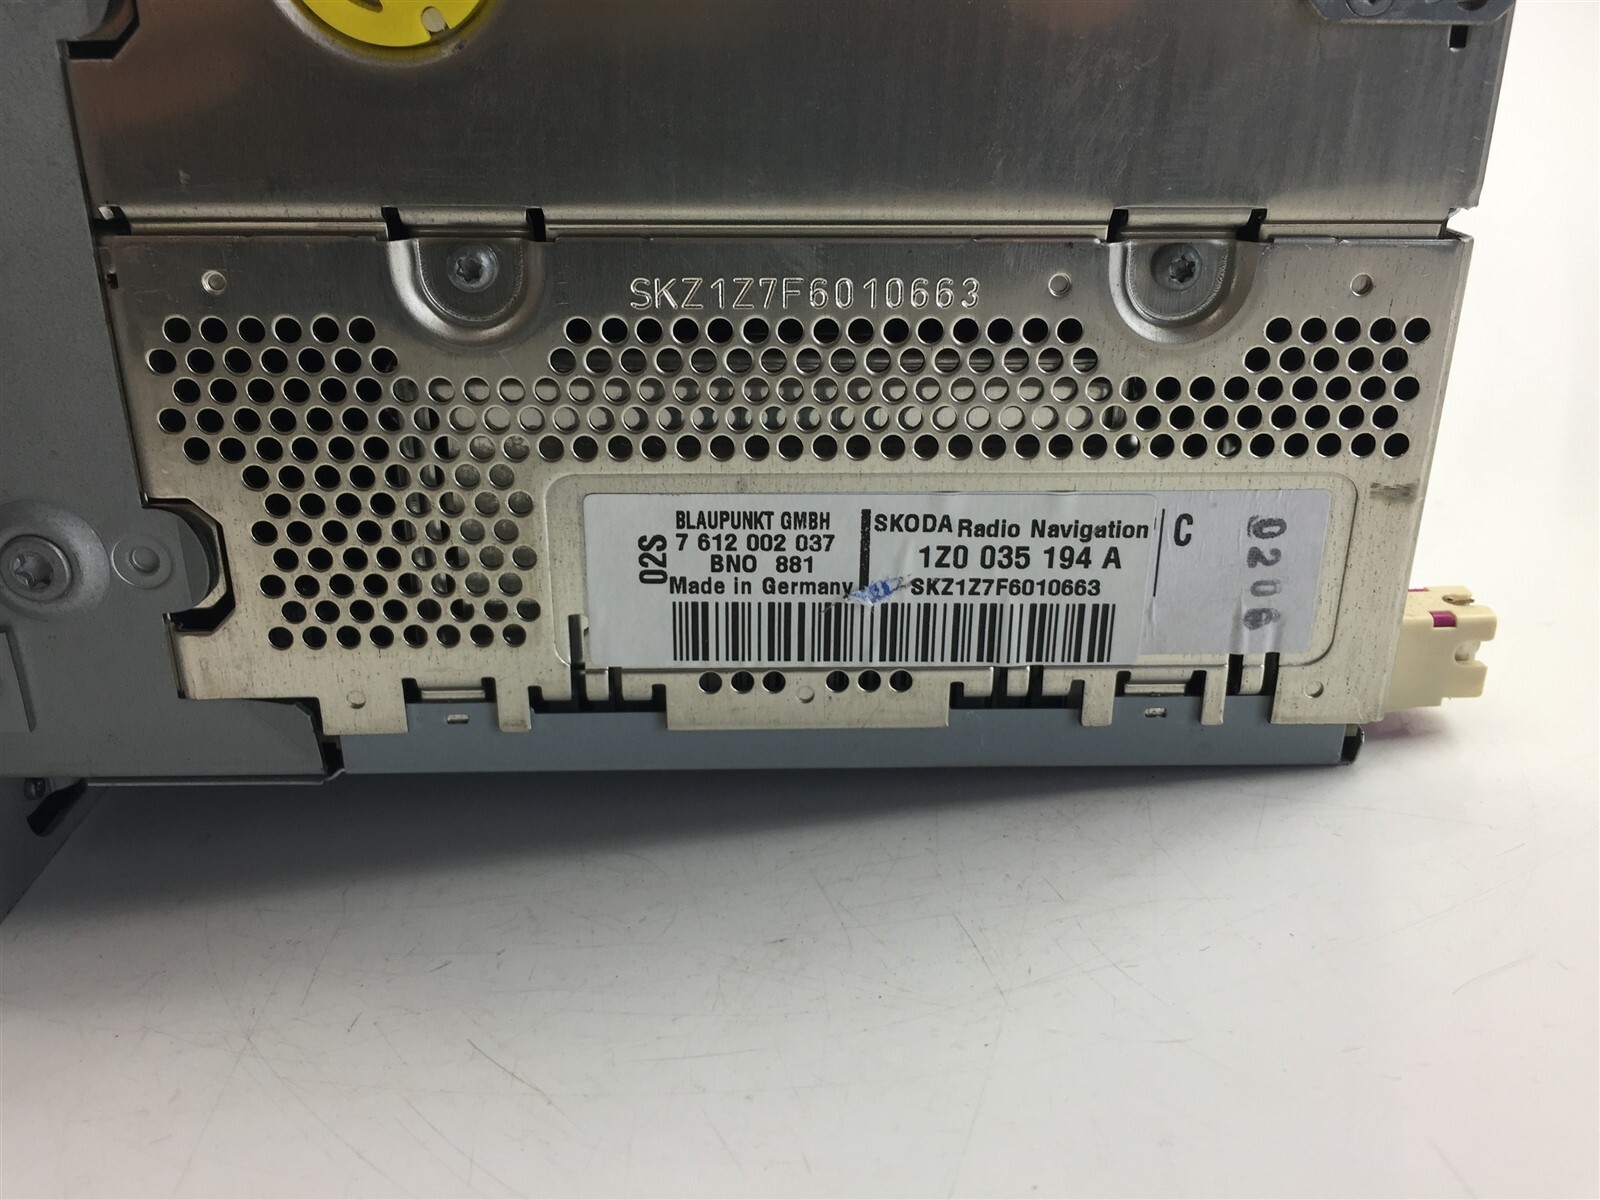 SKZ1Z7F6010663
02S
BLAUPUNKT GMBH
7 612 002 037
BNO 881
Made in Germany
SKODA Radio Navigation
1Z0 035 194 A
SKZ1Z7F6010663
C
0206